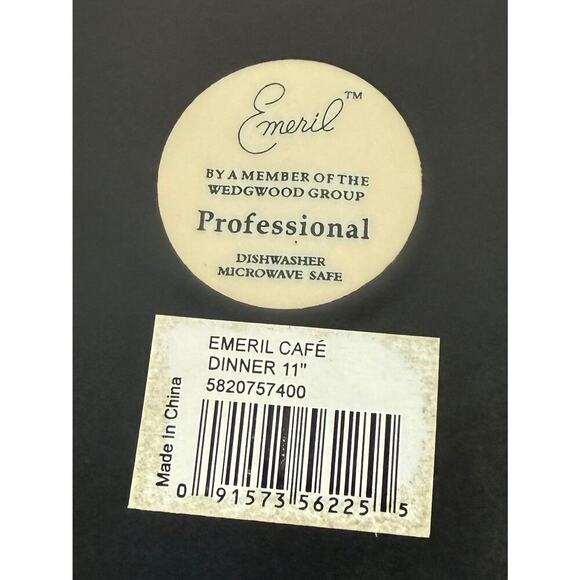 Emeril™
BY A MEMBER OF THE
WEDGWOOD GROUP
Professional
DISHWASHER
MICROWAVE SAFE
EMERIL CAFÉ
DINNER 11"
5820757400
Made in China
0 91573 56225 5